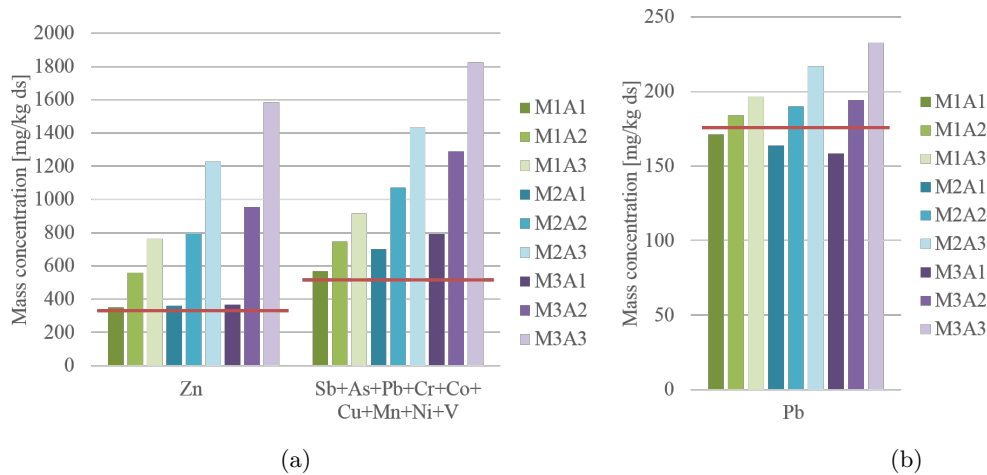 Mass concentration [mg/kg ds]
2000
1800
1600
1400
1200
1000
800
600
400
200
0
Zn
Sb+As+Pb+Cr+Co+
Cu+Mn+Ni+V
M1A1
M1A2
M1A3
M2A1
M2A2
M2A3
M3A1
M3A2
M3A3
(a)
Mass concentration [mg/kg ds]
250
200
150
100
50
0
Pb
M1A1
M1A2
M1A3
M2A1
M2A2
M2A3
M3A1
M3A2
M3A3
(b)